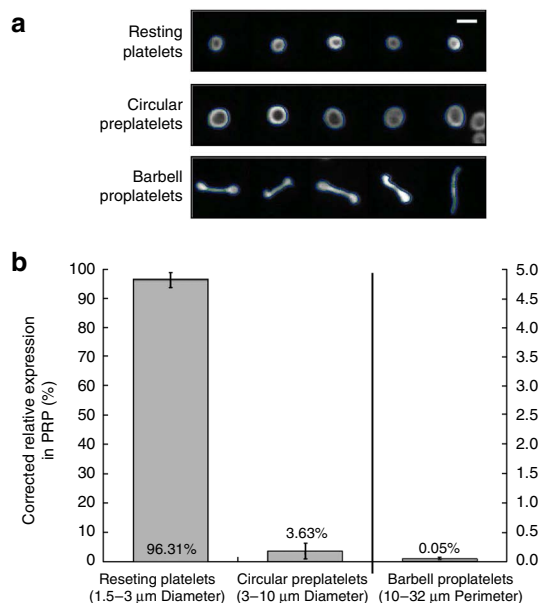 a
Resting
platelets
Circular
preplatelets
Barbell
proplatelets
b
Corrected relative expression
in PRP (%)
100
90
80
70
60
50
40
30
20
10
0
96.31%
3.63%
0.05%
5.0
4.5
4.0
3.5
3.0
2.5
2.0
1.5
1.0
0.5
0.0
Reseting platelets
(1.5–3 μm Diameter)
Circular preplatelets
(3–10 μm Diameter)
Barbell proplatelets
(10–32 μm Perimeter)